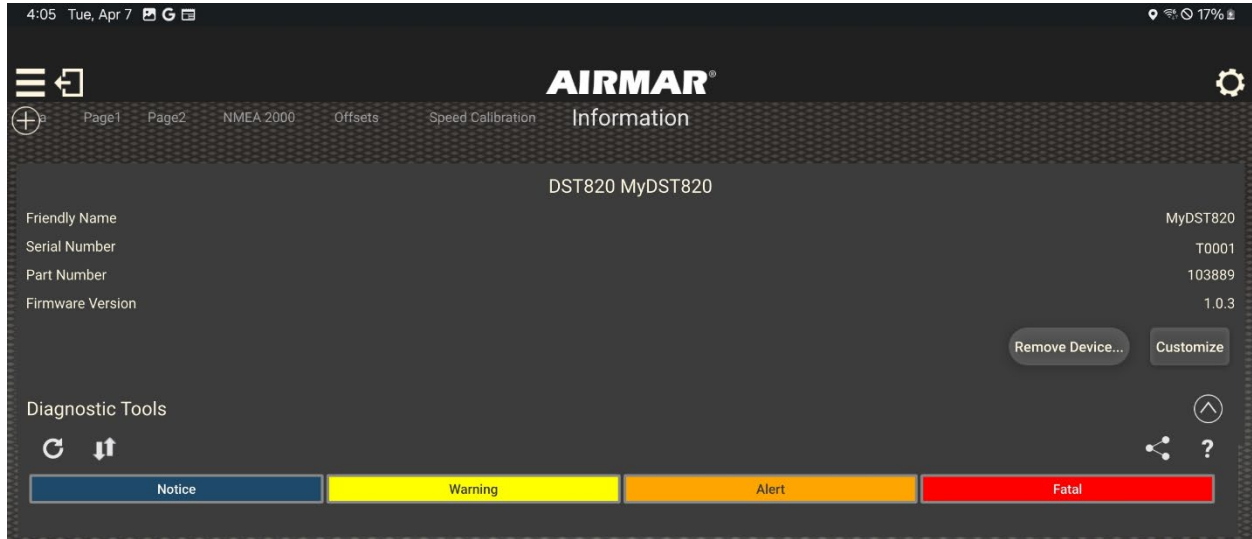 4:05 Tue, Apr 7 G 17%
AIRMAR®
Page1 Page2 NMEA 2000 Offsets Speed Calibration Information
DST820 MyDST820
Friendly Name MyDST820
Serial Number T0001
Part Number 103889
Firmware Version 1.0.3
Remove Device... Customize
Diagnostic Tools
?
Notice Warning Alert Fatal